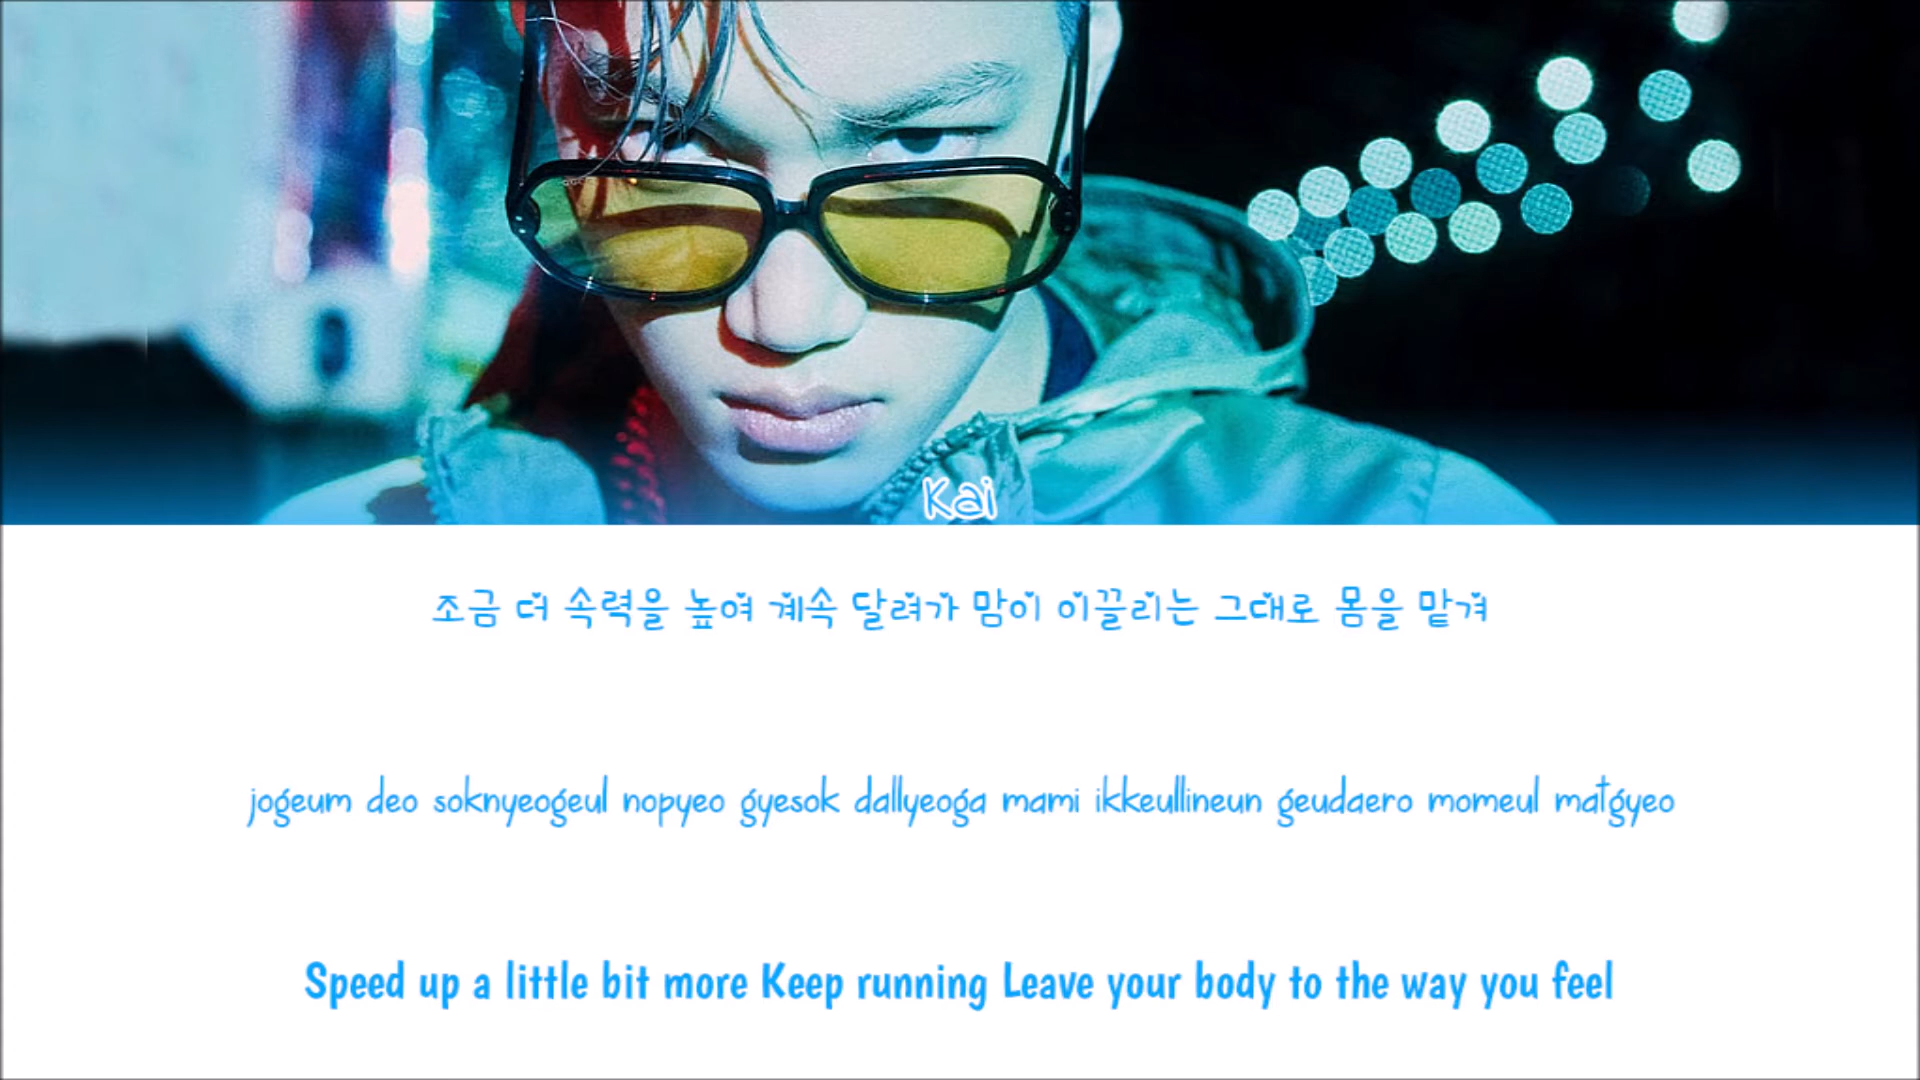 Kai
조금 더 속력을 높여 계속 달려가 맘이 이끌리는 그대로 몸을 맡겨
jogeum deo soknyeogeul nopyeo gyesok dallyeoga mami ikkeullineun geudaero momeul matgyeo
Speed up a little bit more Keep running Leave your body to the way you feel